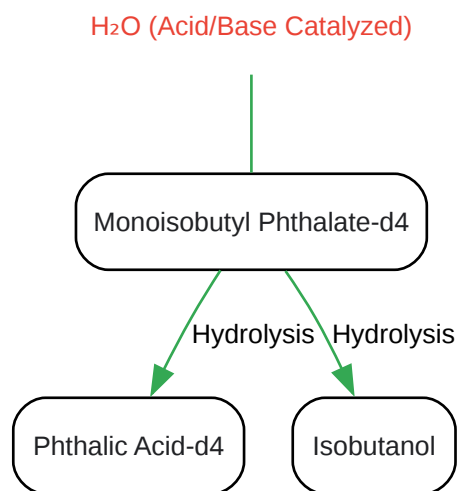 H₂O (Acid/Base Catalyzed)
Monoisobutyl Phthalate-d4
Hydrolysis Hydrolysis
Phthalic Acid-d4
Isobutanol